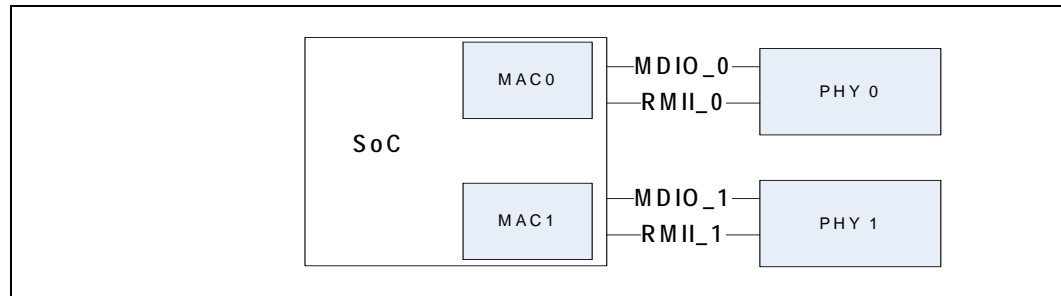 MAC0
MDIO_0
RMII_0
PHY 0
SoC
MAC1
MDIO_1
RMII_1
PHY 1